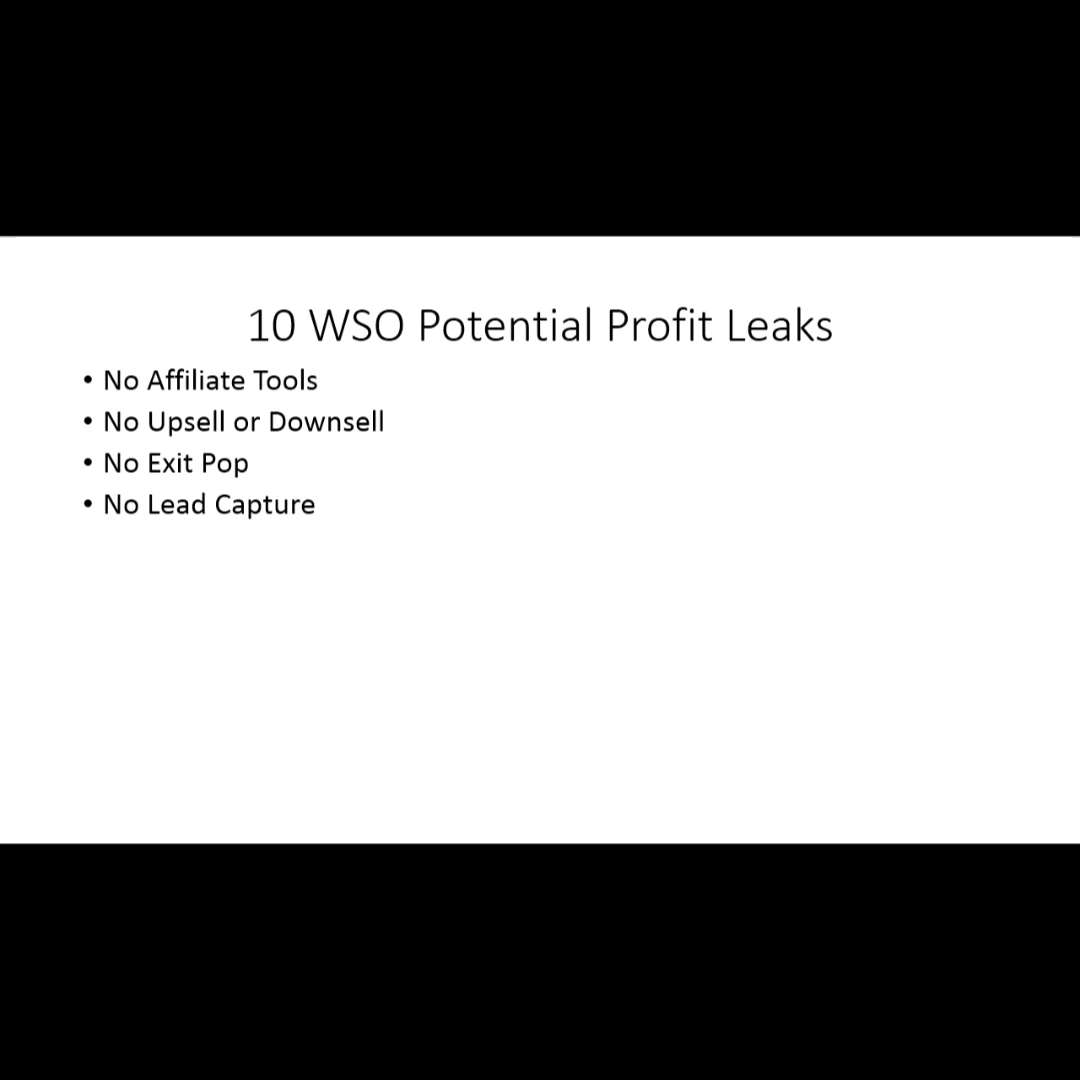 10 WSO Potential Profit Leaks
• No Affiliate Tools
• No Upsell or Downsell
• No Exit Pop
• No Lead Capture